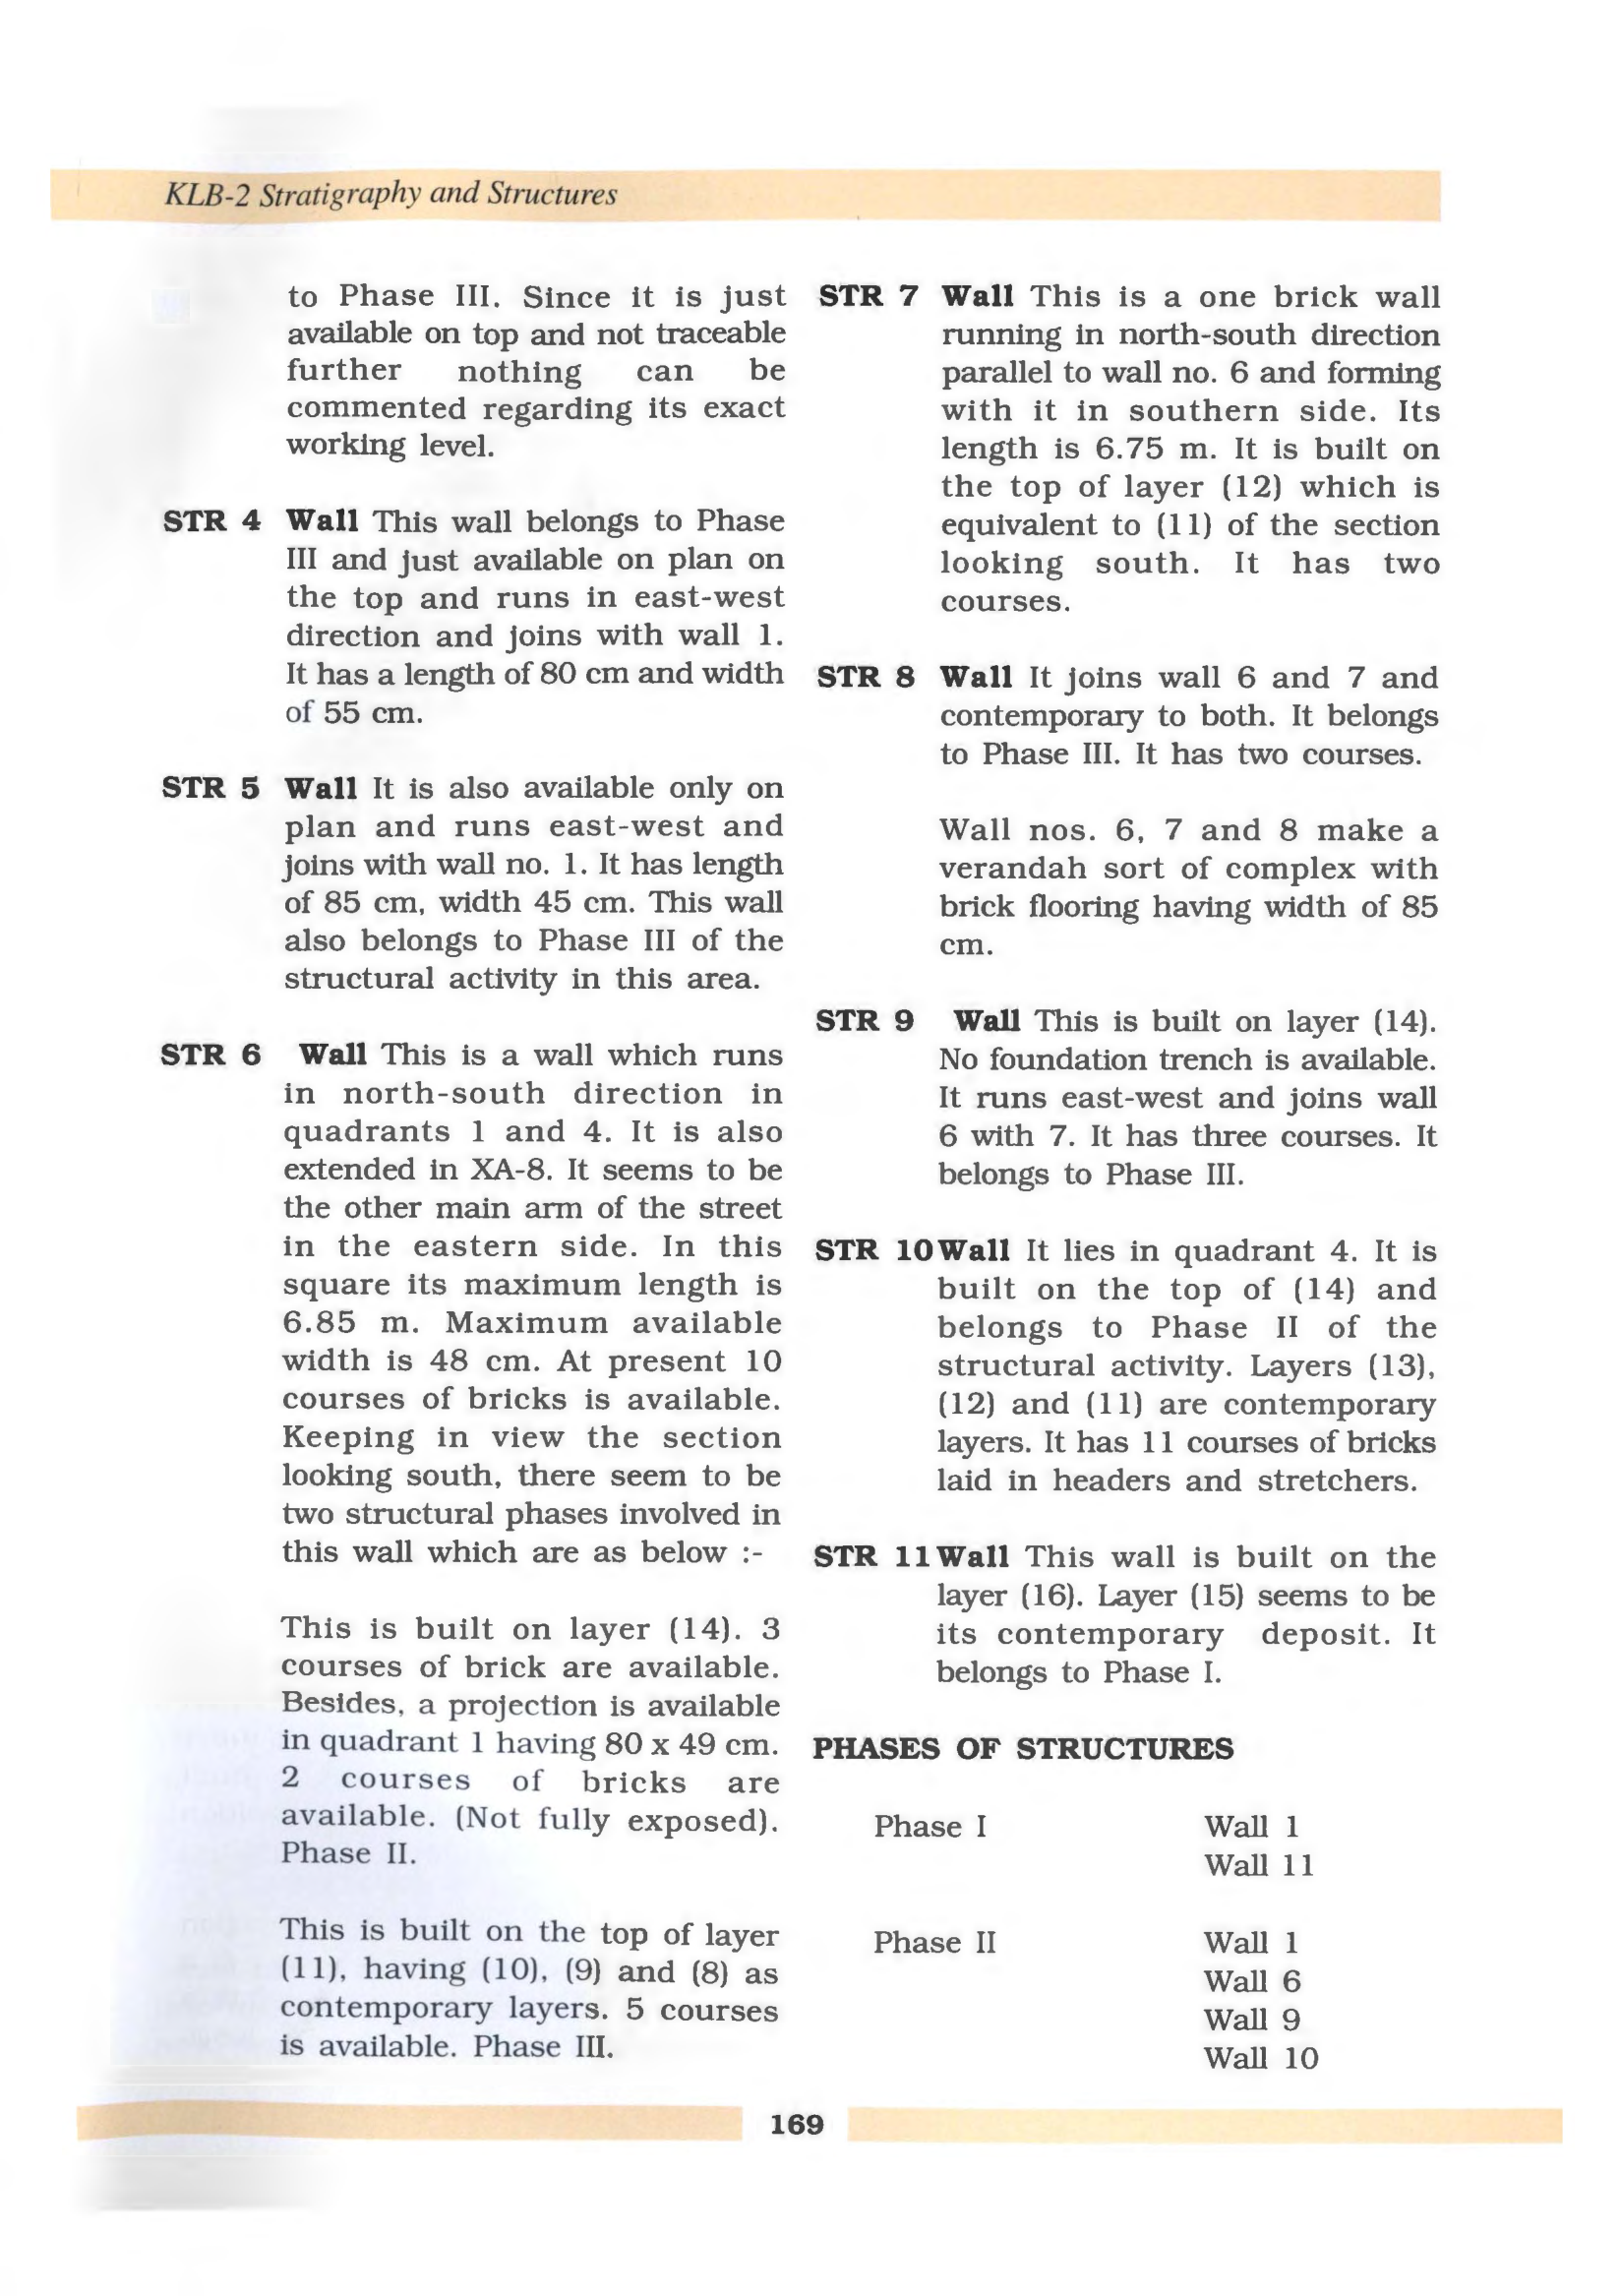 KLB-2 Stratigraphy and Structures
to Phase III. Since it is just
available on top and not traceable
further nothing can be
commented regarding its exact
working level.
STR 4 Wall This wall belongs to Phase
III and just available on plan on
the top and runs in east-west
direction and joins with wall 1.
It has a length of 80 cm and width
of 55 cm.
STR 5 Wall It is also available only on
plan and runs east-west and
joins with wall no. 1. It has length
of 85 cm, width 45 cm. This wall
also belongs to Phase III of the
structural activity in this area.
STR 6 Wall This is a wall which runs
in north-south direction in
quadrants 1 and 4. It is also
extended in XA-8. It seems to be
the other main arm of the street
in the eastern side. In this
square its maximum length is
6.85 m. Maximum available
width is 48 cm. At present 10
courses of bricks is available.
Keeping in view the section
looking south, there seem to be
two structural phases involved in
this wall which are as below :-
This is built on layer (14). 3
courses of brick are available.
Besides, a projection is available
in quadrant 1 having 80 x 49 cm.
2 courses of bricks are
available. (Not fully exposed).
Phase II.
This is built on the top of layer
(11), having (10), (9) and (8) as
contemporary layers. 5 courses
is available. Phase III.
STR 7 Wall This is a one brick wall
running in north-south direction
parallel to wall no. 6 and forming
with it in southern side. Its
length is 6.75 m. It is built on
the top of layer (12) which is
equivalent to (11) of the section
looking south. It has two
courses.
STR 8 Wall It joins wall 6 and 7 and
contemporary to both. It belongs
to Phase III. It has two courses.
Wall nos. 6, 7 and 8 make a
verandah sort of complex with
brick flooring having width of 85
cm.
STR 9 Wall This is built on layer (14).
No foundation trench is available.
It runs east-west and joins wall
6 with 7. It has three courses. It
belongs to Phase III.
STR 10 Wall It lies in quadrant 4. It is
built on the top of (14) and
belongs to Phase II of the
structural activity. Layers (13),
(12) and (11) are contemporary
layers. It has 11 courses of bricks
laid in headers and stretchers.
STR 11 Wall This wall is built on the
layer (16). Layer (15) seems to be
its contemporary deposit. It
belongs to Phase I.
PHASES OF STRUCTURES
Phase I Wall 1
Wall 11
Phase II Wall 1
Wall 6
Wall 9
Wall 10
169